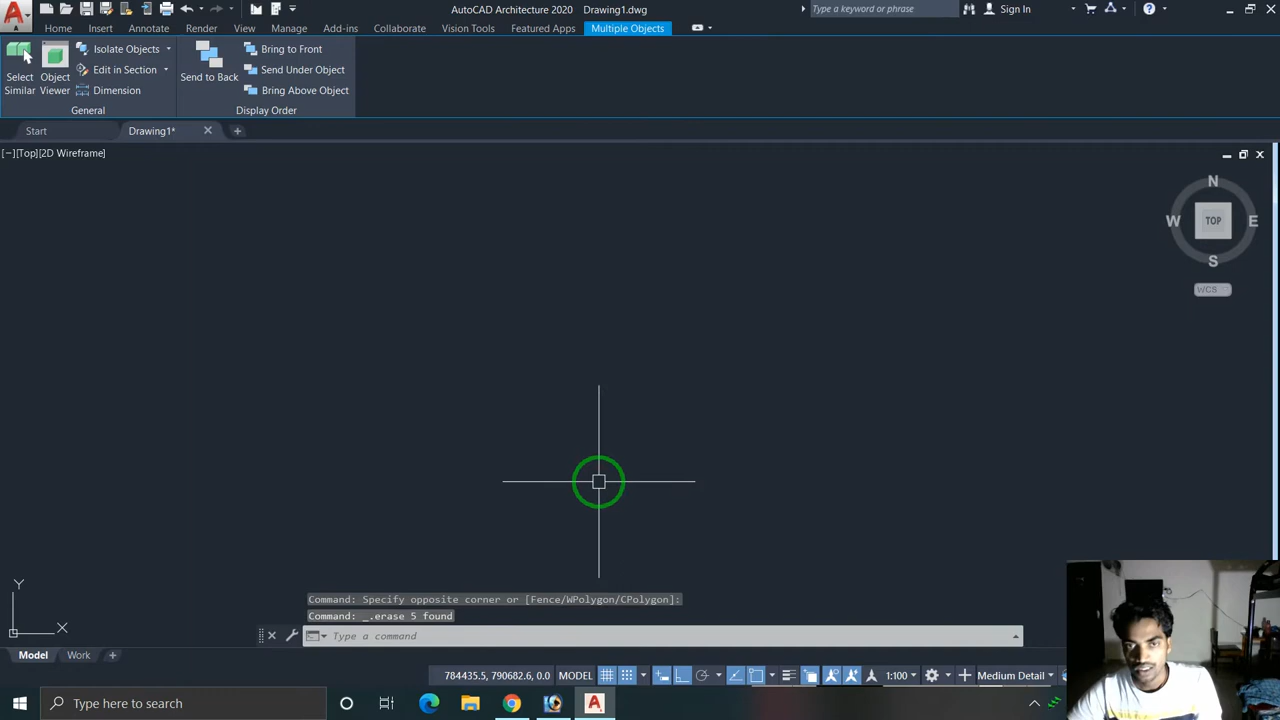 AutoCAD Architecture 2020 Drawing1.dwg
Type a keyword or phrase
Sign In
Home Insert Annotate Render View Manage Add-ins Collaborate Vision Tools Featured Apps Multiple Objects
Select Similar
Object Viewer
Isolate Objects
Edit in Section
Dimension
General
Send to Back
Bring to Front
Send Under Object
Bring Above Object
Display Order
Start
Drawing1*
[−][Top][2D Wireframe]
N
W TOP E
S
WCS
Y
X
Command: Specify opposite corner or [Fence/WPolygon/CPolygon]:
Command: _.erase 5 found
Type a command
Model Work
784435.5, 790682.6, 0.0 MODEL 1:100 Medium Detail
Type here to search